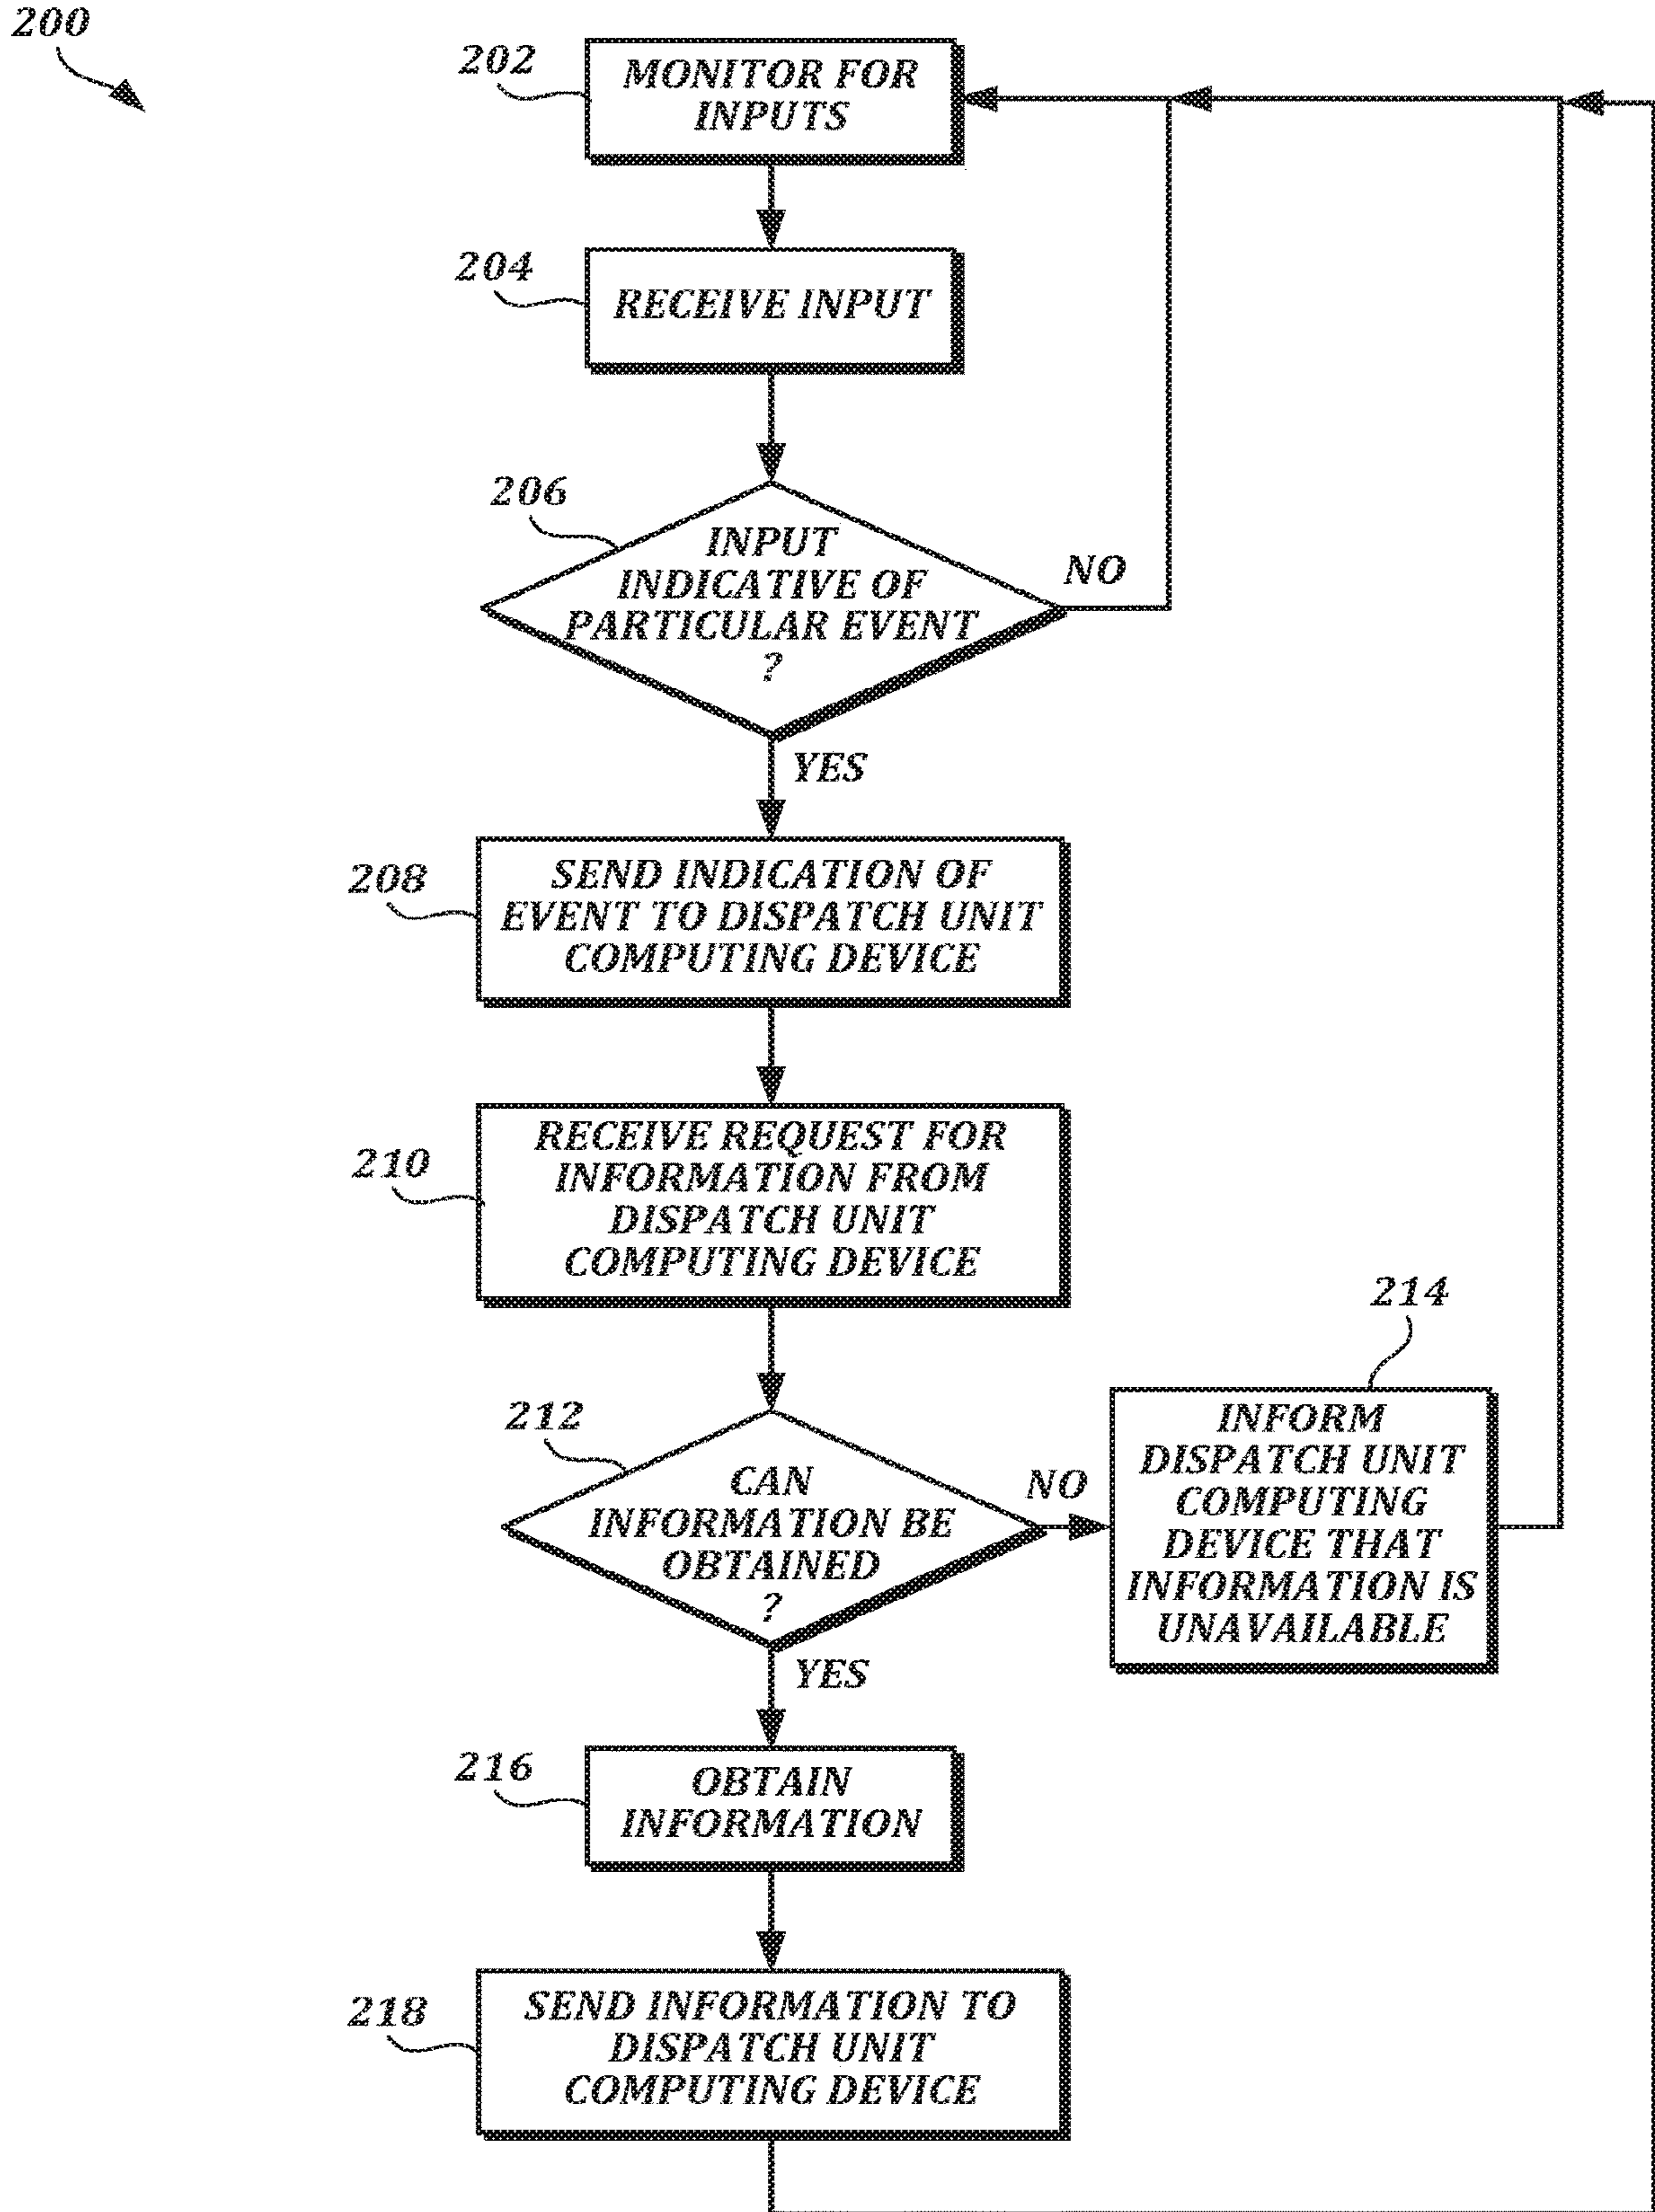 200
202
MONITOR FOR
INPUTS
204
RECEIVE INPUT
206
INPUT
INDICATIVE OF
PARTICULAR EVENT
?
NO
YES
208
SEND INDICATION OF
EVENT TO DISPATCH UNIT
COMPUTING DEVICE
210
RECEIVE REQUEST FOR
INFORMATION FROM
DISPATCH UNIT
COMPUTING DEVICE
212
CAN
INFORMATION BE
OBTAINED
?
NO
214
INFORM
DISPATCH UNIT
COMPUTING
DEVICE THAT
INFORMATION IS
UNAVAILABLE
YES
216
OBTAIN
INFORMATION
218
SEND INFORMATION TO
DISPATCH UNIT
COMPUTING DEVICE